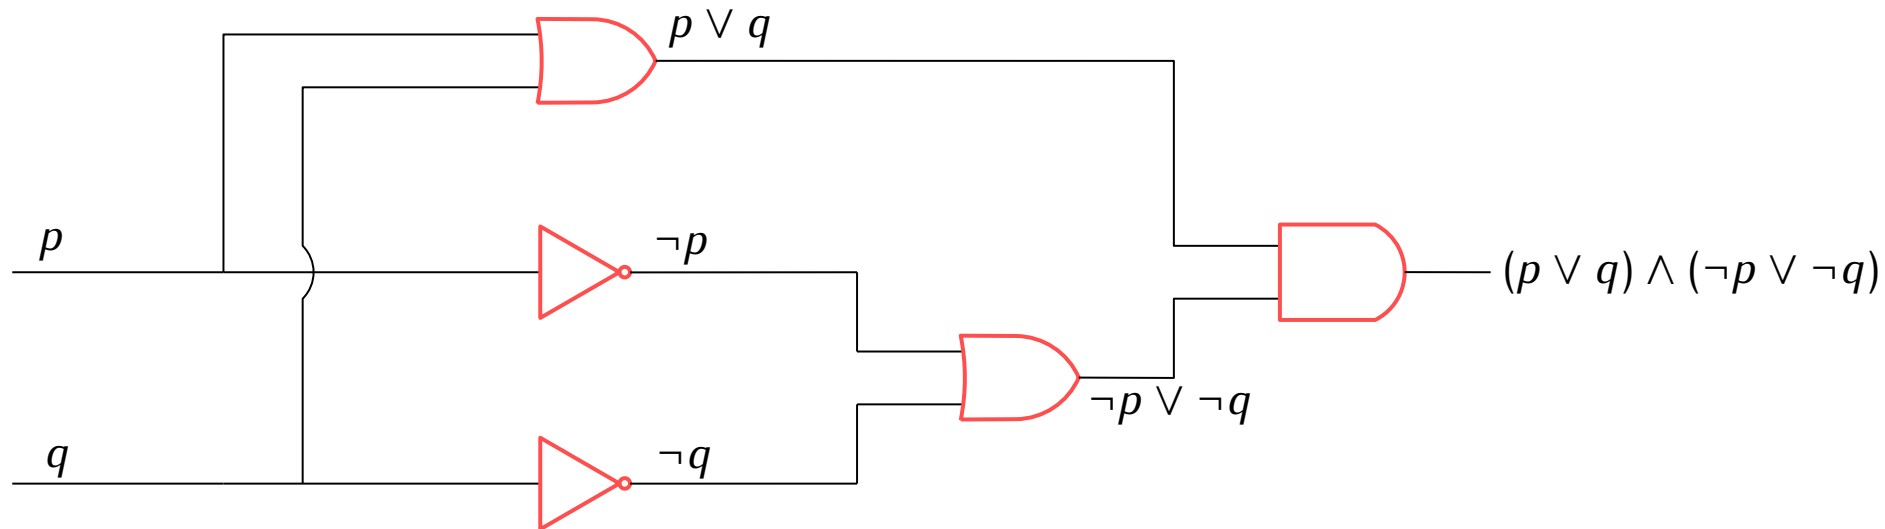 p ∨ q
p
¬p
(p ∨ q) ∧ (¬p ∨ ¬q)
¬p ∨ ¬q
q
¬q